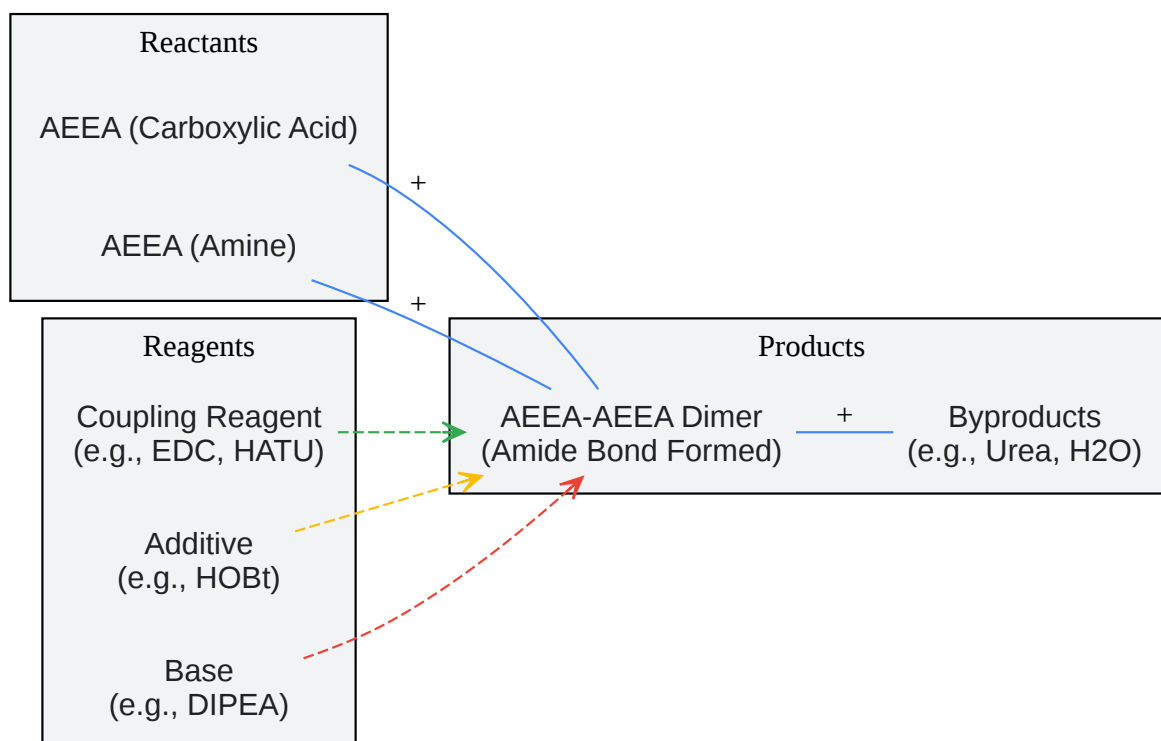 Reactants
AEEA (Carboxylic Acid)
+
AEEA (Amine)
+
Reagents
Coupling Reagent
(e.g., EDC, HATU)
Additive
(e.g., HOBt)
Base
(e.g., DIPEA)
Products
AEEA-AEEA Dimer
(Amide Bond Formed)
+
Byproducts
(e.g., Urea, H2O)